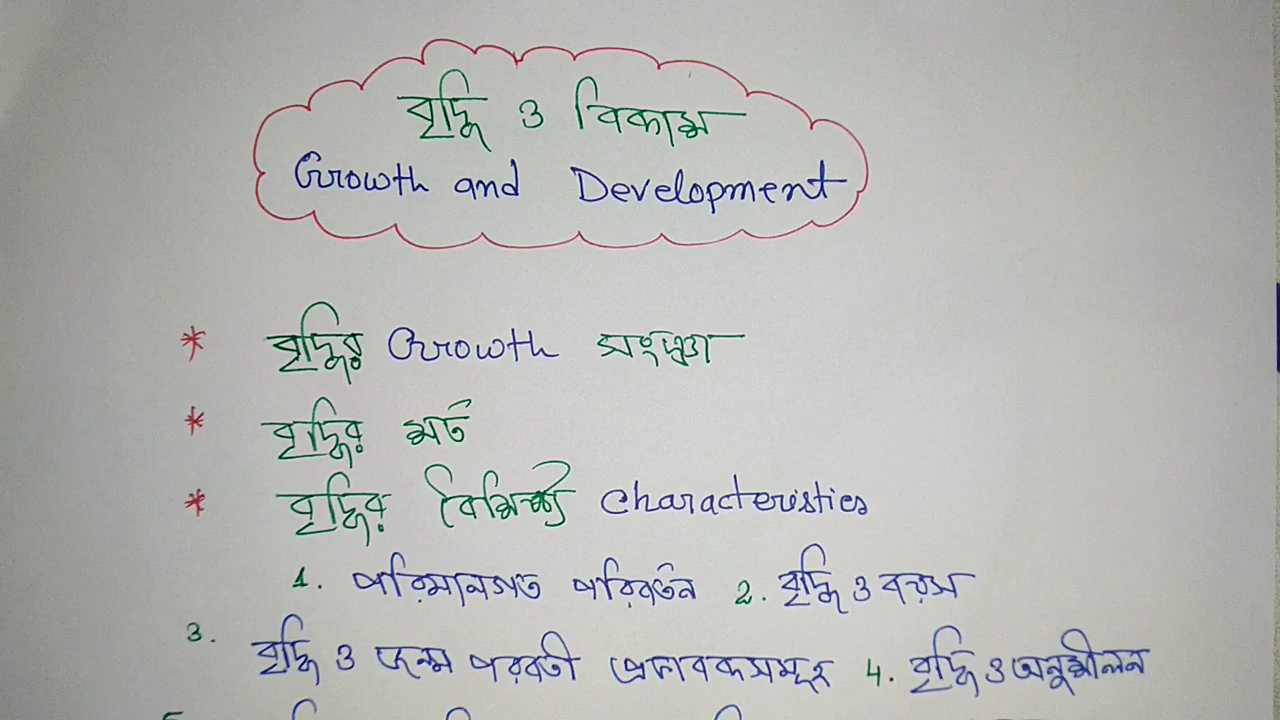 বৃদ্ধি ও বিকাশ
Growth and Development
* বৃদ্ধির Growth সংজ্ঞা
* বৃদ্ধির শর্ত
* বৃদ্ধির বৈশিষ্ট্য Characteristics
1. পরিমানগত পরিবর্তন 2. বৃদ্ধি ও বয়স
3. বৃদ্ধি ও জন্ম পরবর্তী প্রভাবকসমূহ 4. বৃদ্ধি ও অনুশীলন